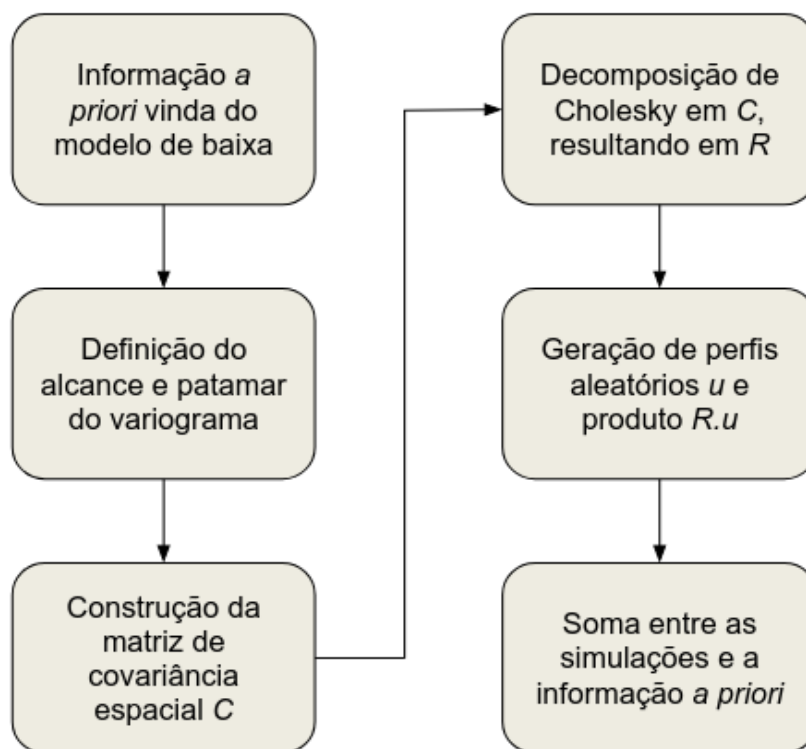 Informação a
priori vinda do
modelo de baixa
Definição do
alcance e patamar
do variograma
Construção da
matriz de
covariância
espacial C
Decomposição de
Cholesky em C,
resultando em R
Geração de perfis
aleatórios u e
produto R.u
Soma entre as
simulações e a
informação a priori